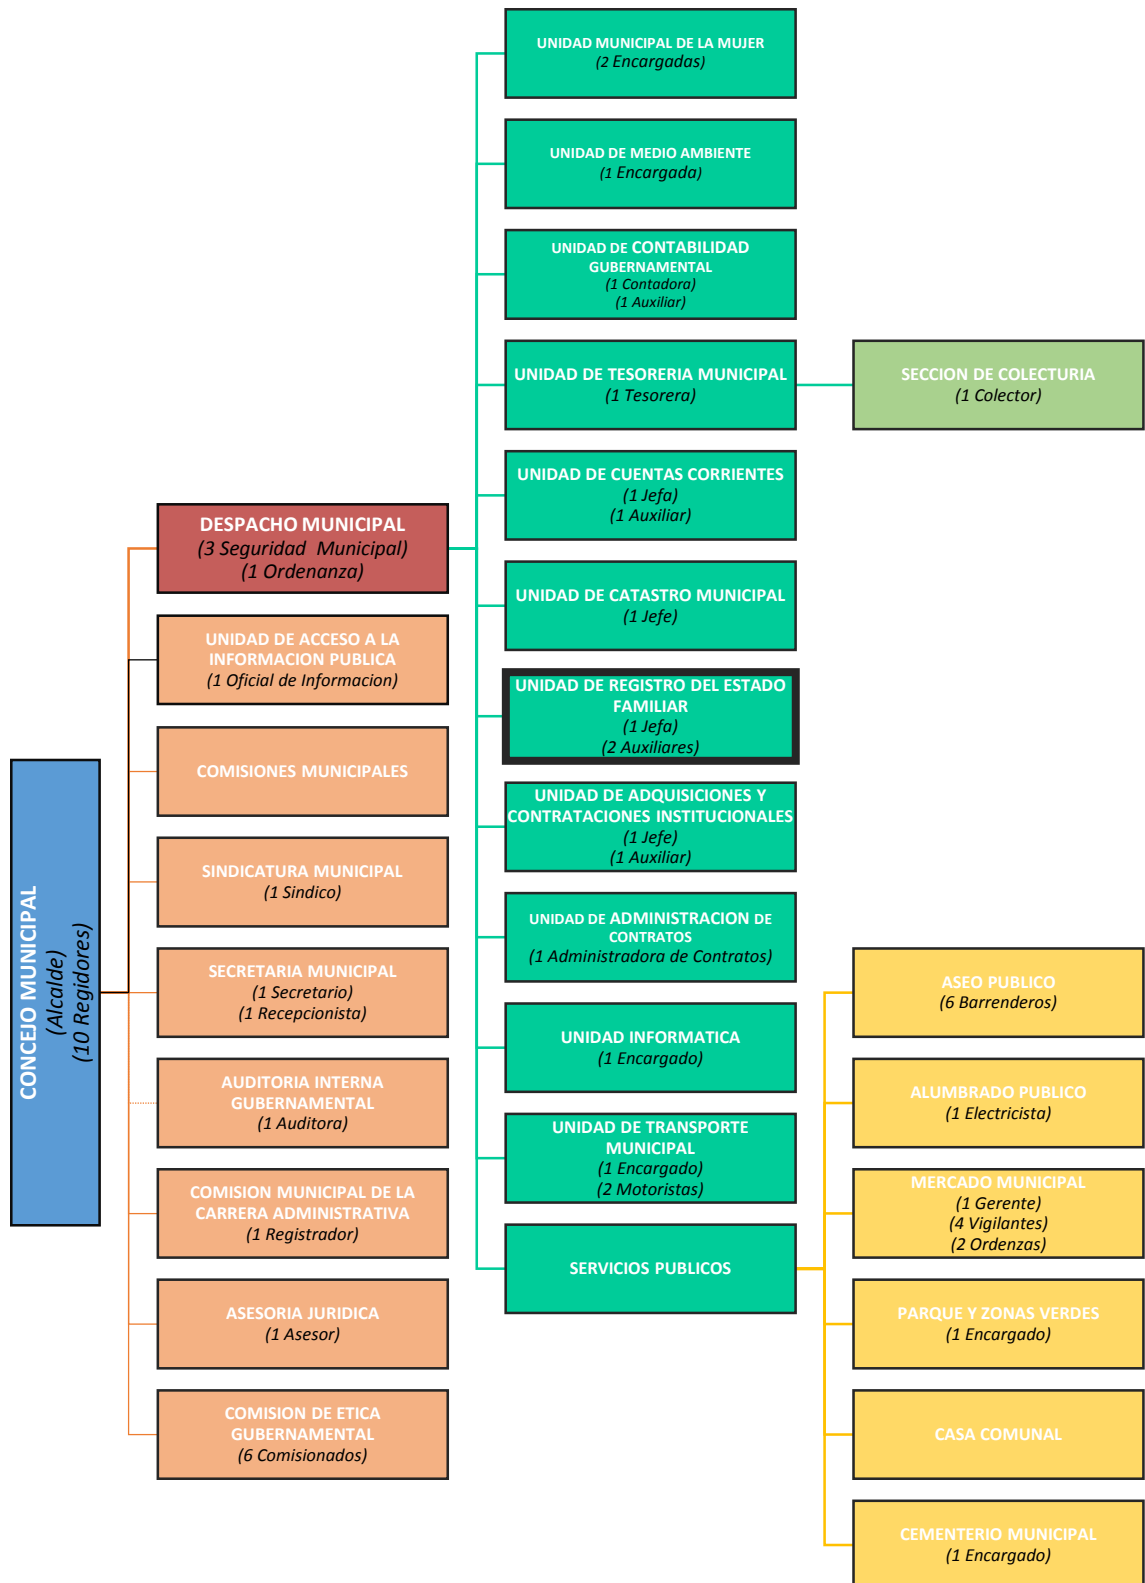 CONCEJO MUNICIPAL
(Alcalde)
(10 Regidores)
DESPACHO MUNICIPAL
(3 Seguridad Municipal)
(1 Ordenanza)
UNIDAD DE ACCESO A LA
INFORMACION PUBLICA
(1 Oficial de Informacion)
COMISIONES MUNICIPALES
SINDICATURA MUNICIPAL
(1 Sindico)
SECRETARIA MUNICIPAL
(1 Secretario)
(1 Recepcionista)
AUDITORIA INTERNA
GUBERNAMENTAL
(1 Auditora)
COMISION MUNICIPAL DE LA
CARRERA ADMINISTRATIVA
(1 Registrador)
ASESORIA JURIDICA
(1 Asesor)
COMISION DE ETICA
GUBERNAMENTAL
(6 Comisionados)
UNIDAD MUNICIPAL DE LA MUJER
(2 Encargadas)
UNIDAD DE MEDIO AMBIENTE
(1 Encargada)
UNIDAD DE CONTABILIDAD
GUBERNAMENTAL
(1 Contadora)
(1 Auxiliar)
UNIDAD DE TESORERIA MUNICIPAL
(1 Tesorera)
SECCION DE COLECTURIA
(1 Colector)
UNIDAD DE CUENTAS CORRIENTES
(1 Jefa)
(1 Auxiliar)
UNIDAD DE CATASTRO MUNICIPAL
(1 Jefe)
UNIDAD DE REGISTRO DEL ESTADO
FAMILIAR
(1 Jefa)
(2 Auxiliares)
UNIDAD DE ADQUISICIONES Y
CONTRATACIONES INSTITUCIONALES
(1 Jefe)
(1 Auxiliar)
UNIDAD DE ADMINISTRACION DE
CONTRATOS
(1 Administradora de Contratos)
UNIDAD INFORMATICA
(1 Encargado)
UNIDAD DE TRANSPORTE
MUNICIPAL
(1 Encargado)
(2 Motoristas)
SERVICIOS PUBLICOS
ASEO PUBLICO
(6 Barrenderos)
ALUMBRADO PUBLICO
(1 Electricista)
MERCADO MUNICIPAL
(1 Gerente)
(4 Vigilantes)
(2 Ordenzas)
PARQUE Y ZONAS VERDES
(1 Encargado)
CASA COMUNAL
CEMENTERIO MUNICIPAL
(1 Encargado)